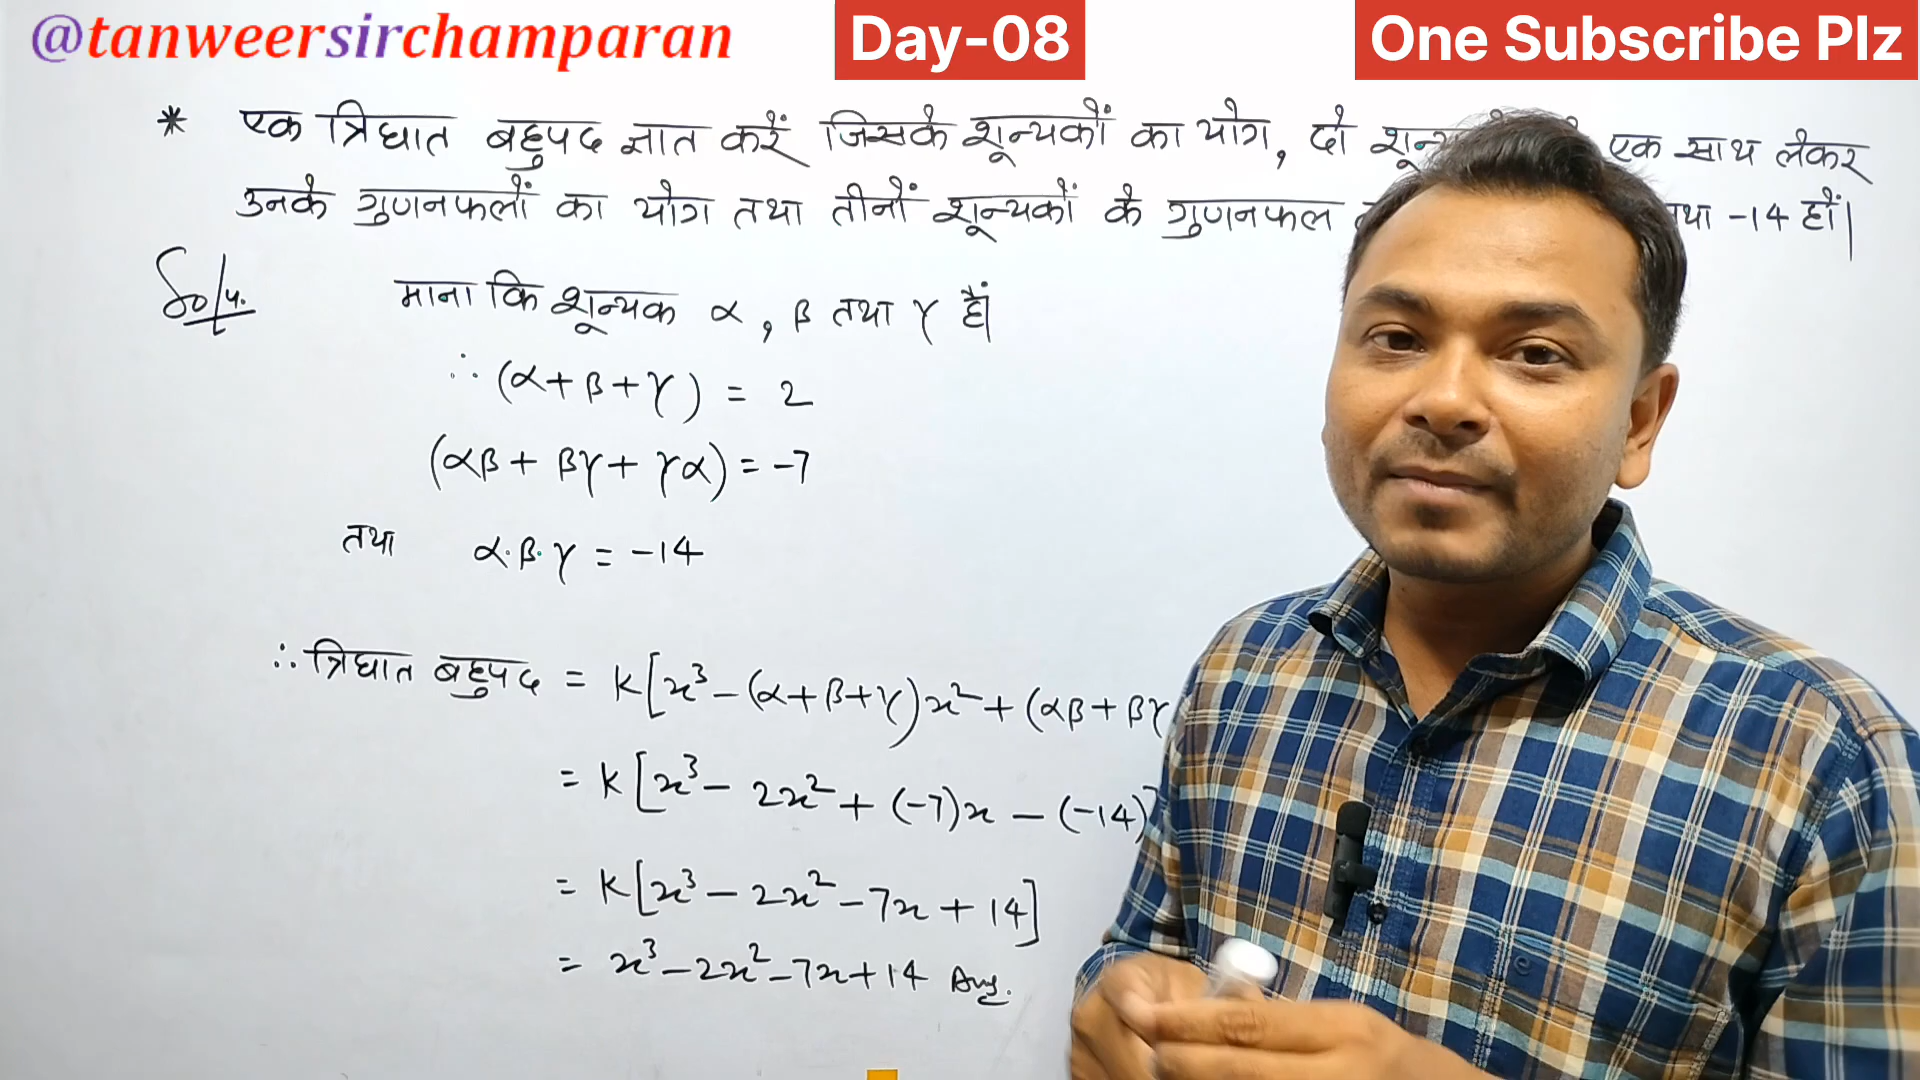 @tanweersirchamparan
Day-08
One Subscribe Plz
* एक त्रिघात बहुपद ज्ञात करें जिसके शून्यकों का योग, दो एक साथ लेकर
उनके गुणनफलों का योग तथा तीनों शून्यकों के गुणनफल तथा -14 हों।
Soln. माना कि शून्यक α, β तथा γ हैं।
∴ (α+β+γ) = 2
(αβ + βγ + γα) = -7
तथा α.β.γ = -14
∴ त्रिघात बहुपद = K[x³ - (α+β+γ)x² + (αβ + βγ
= K[x³ - 2x² + (-7)x - (-14)]
= K[x³ - 2x² - 7x + 14]
= x³ - 2x² - 7x + 14 Ans.